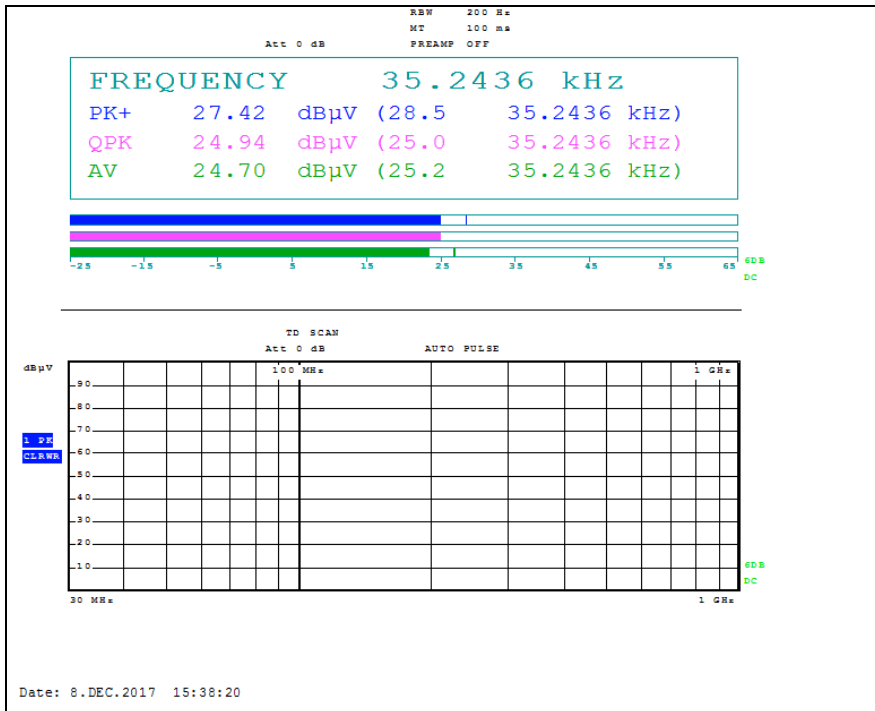 RBW 200 Hz
MT 100 ms
Att 0 dB PREAMP OFF
FREQUENCY 35.2436 kHz
PK+ 27.42 dBµV (28.5 35.2436 kHz)
QPK 24.94 dBµV (25.0 35.2436 kHz)
AV 24.70 dBµV (25.2 35.2436 kHz)
-25 -15 -5 5 15 25 35 45 55 65
6DB
DC
TD SCAN
Att 0 dB AUTO PULSE
dBµV
100 MHz 1 GHz
90
80
70
1 PK
CLRWR
60
50
40
30
20
10
6DB
DC
30 MHz 1 GHz
Date: 8.DEC.2017 15:38:20